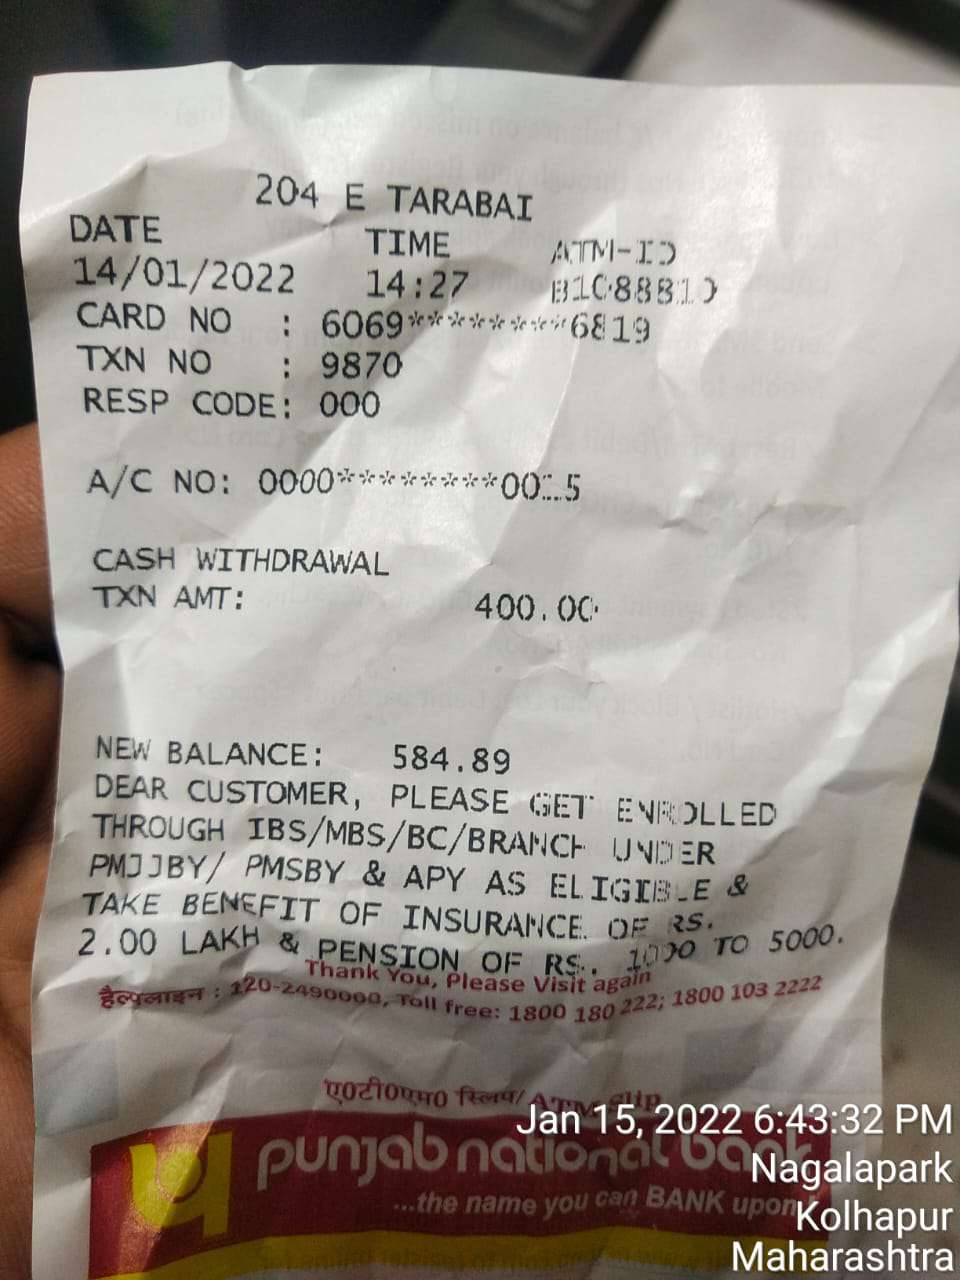 204 E TARABAI
DATE TIME ATM-ID
14/01/2022 14:27
CARD NO : 6069********6819
TXN NO : 9870
RESP CODE: 000
A/C NO: 0000********
CASH WITHDRAWAL
TXN AMT: 400.00
NEW BALANCE: 584.89
DEAR CUSTOMER, PLEASE GET ENROLLED
THROUGH IBS/MBS/BC/BRANCH UNDER
PMJJBY/ PMSBY & APY AS ELIGIBLE &
TAKE BENEFIT OF INSURANCE OF RS.
2.00 LAKH & PENSION OF RS. 1000 TO 5000.
Thank You, Please Visit again
हैल्पलाइन : 120-2490000, Toll free: 1800 180 222; 1800 103 2222
ए०टी०एम० स्लिप/ ATM Slip
punjab national bank
...the name you can BANK upon
Jan 15, 2022 6:43:32 PM
Nagalapark
Kolhapur
Maharashtra